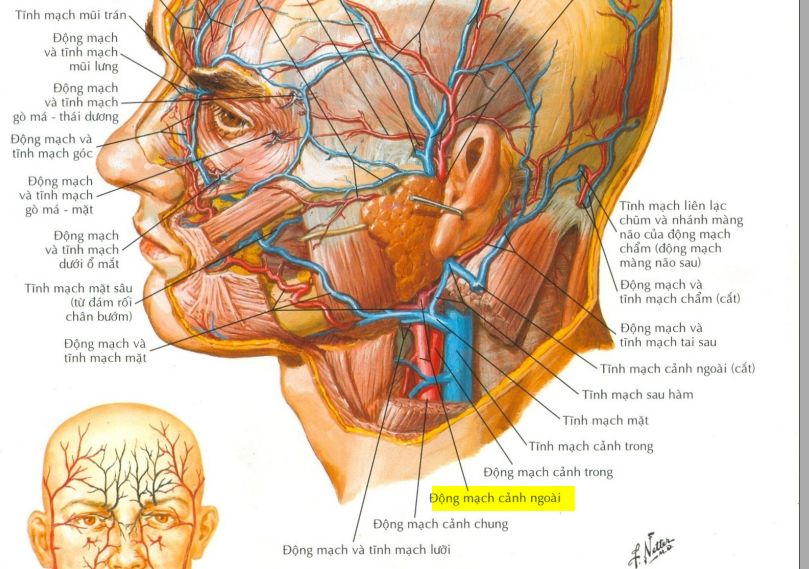 Tĩnh mạch mũi trán
Động mạch
và tĩnh mạch
mũi lưng
Động mạch
và tĩnh mạch
gò má - thái dương
Động mạch và
tĩnh mạch góc
Động mạch
và tĩnh mạch
gò má - mặt
Động mạch
và tĩnh mạch
dưới ổ mắt
Tĩnh mạch mặt sâu
(từ đám rối
chân bướm)
Động mạch và
tĩnh mạch mặt
Tĩnh mạch liên lạc
chũm và nhánh màng
não của động mạch
chẩm (động mạch
màng não sau)
Động mạch và
tĩnh mạch chẩm (cắt)
Động mạch và
tĩnh mạch tai sau
Tĩnh mạch cảnh ngoài (cắt)
Tĩnh mạch sau hàm
Tĩnh mạch mặt
Tĩnh mạch cảnh trong
Động mạch cảnh trong
Động mạch cảnh ngoài
Động mạch cảnh chung
Động mạch và tĩnh mạch lưỡi
F. Netter
M.D.